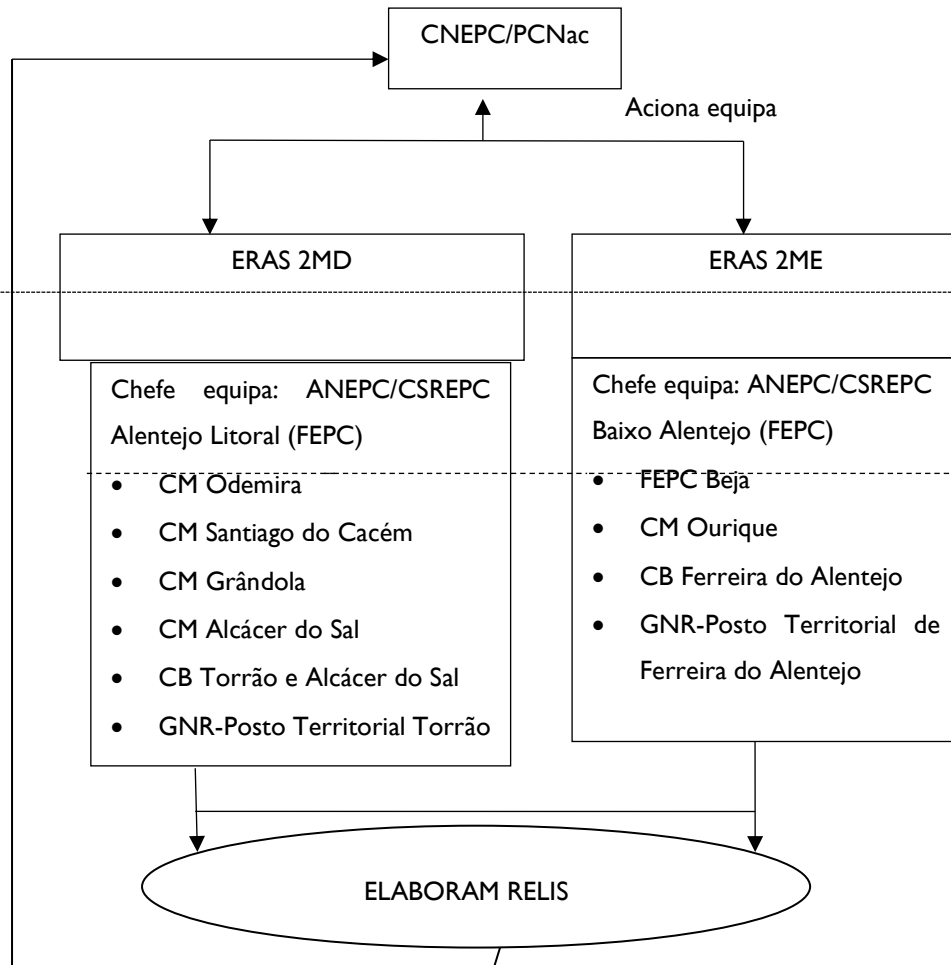 CNEPC/PCNac
Aciona equipa
ERAS 2MD
Chefe equipa: ANEPC/CSREPC
Alentejo Litoral (FEPC)
• CM Odemira
• CM Santiago do Cacém
• CM Grândola
• CM Alcácer do Sal
• CB Torrão e Alcácer do Sal
• GNR-Posto Territorial Torrão
ERAS 2ME
Chefe equipa: ANEPC/CSREPC
Baixo Alentejo (FEPC)
• FEPC Beja
• CM Ourique
• CB Ferreira do Alentejo
• GNR-Posto Territorial de
Ferreira do Alentejo
ELABORAM RELIS